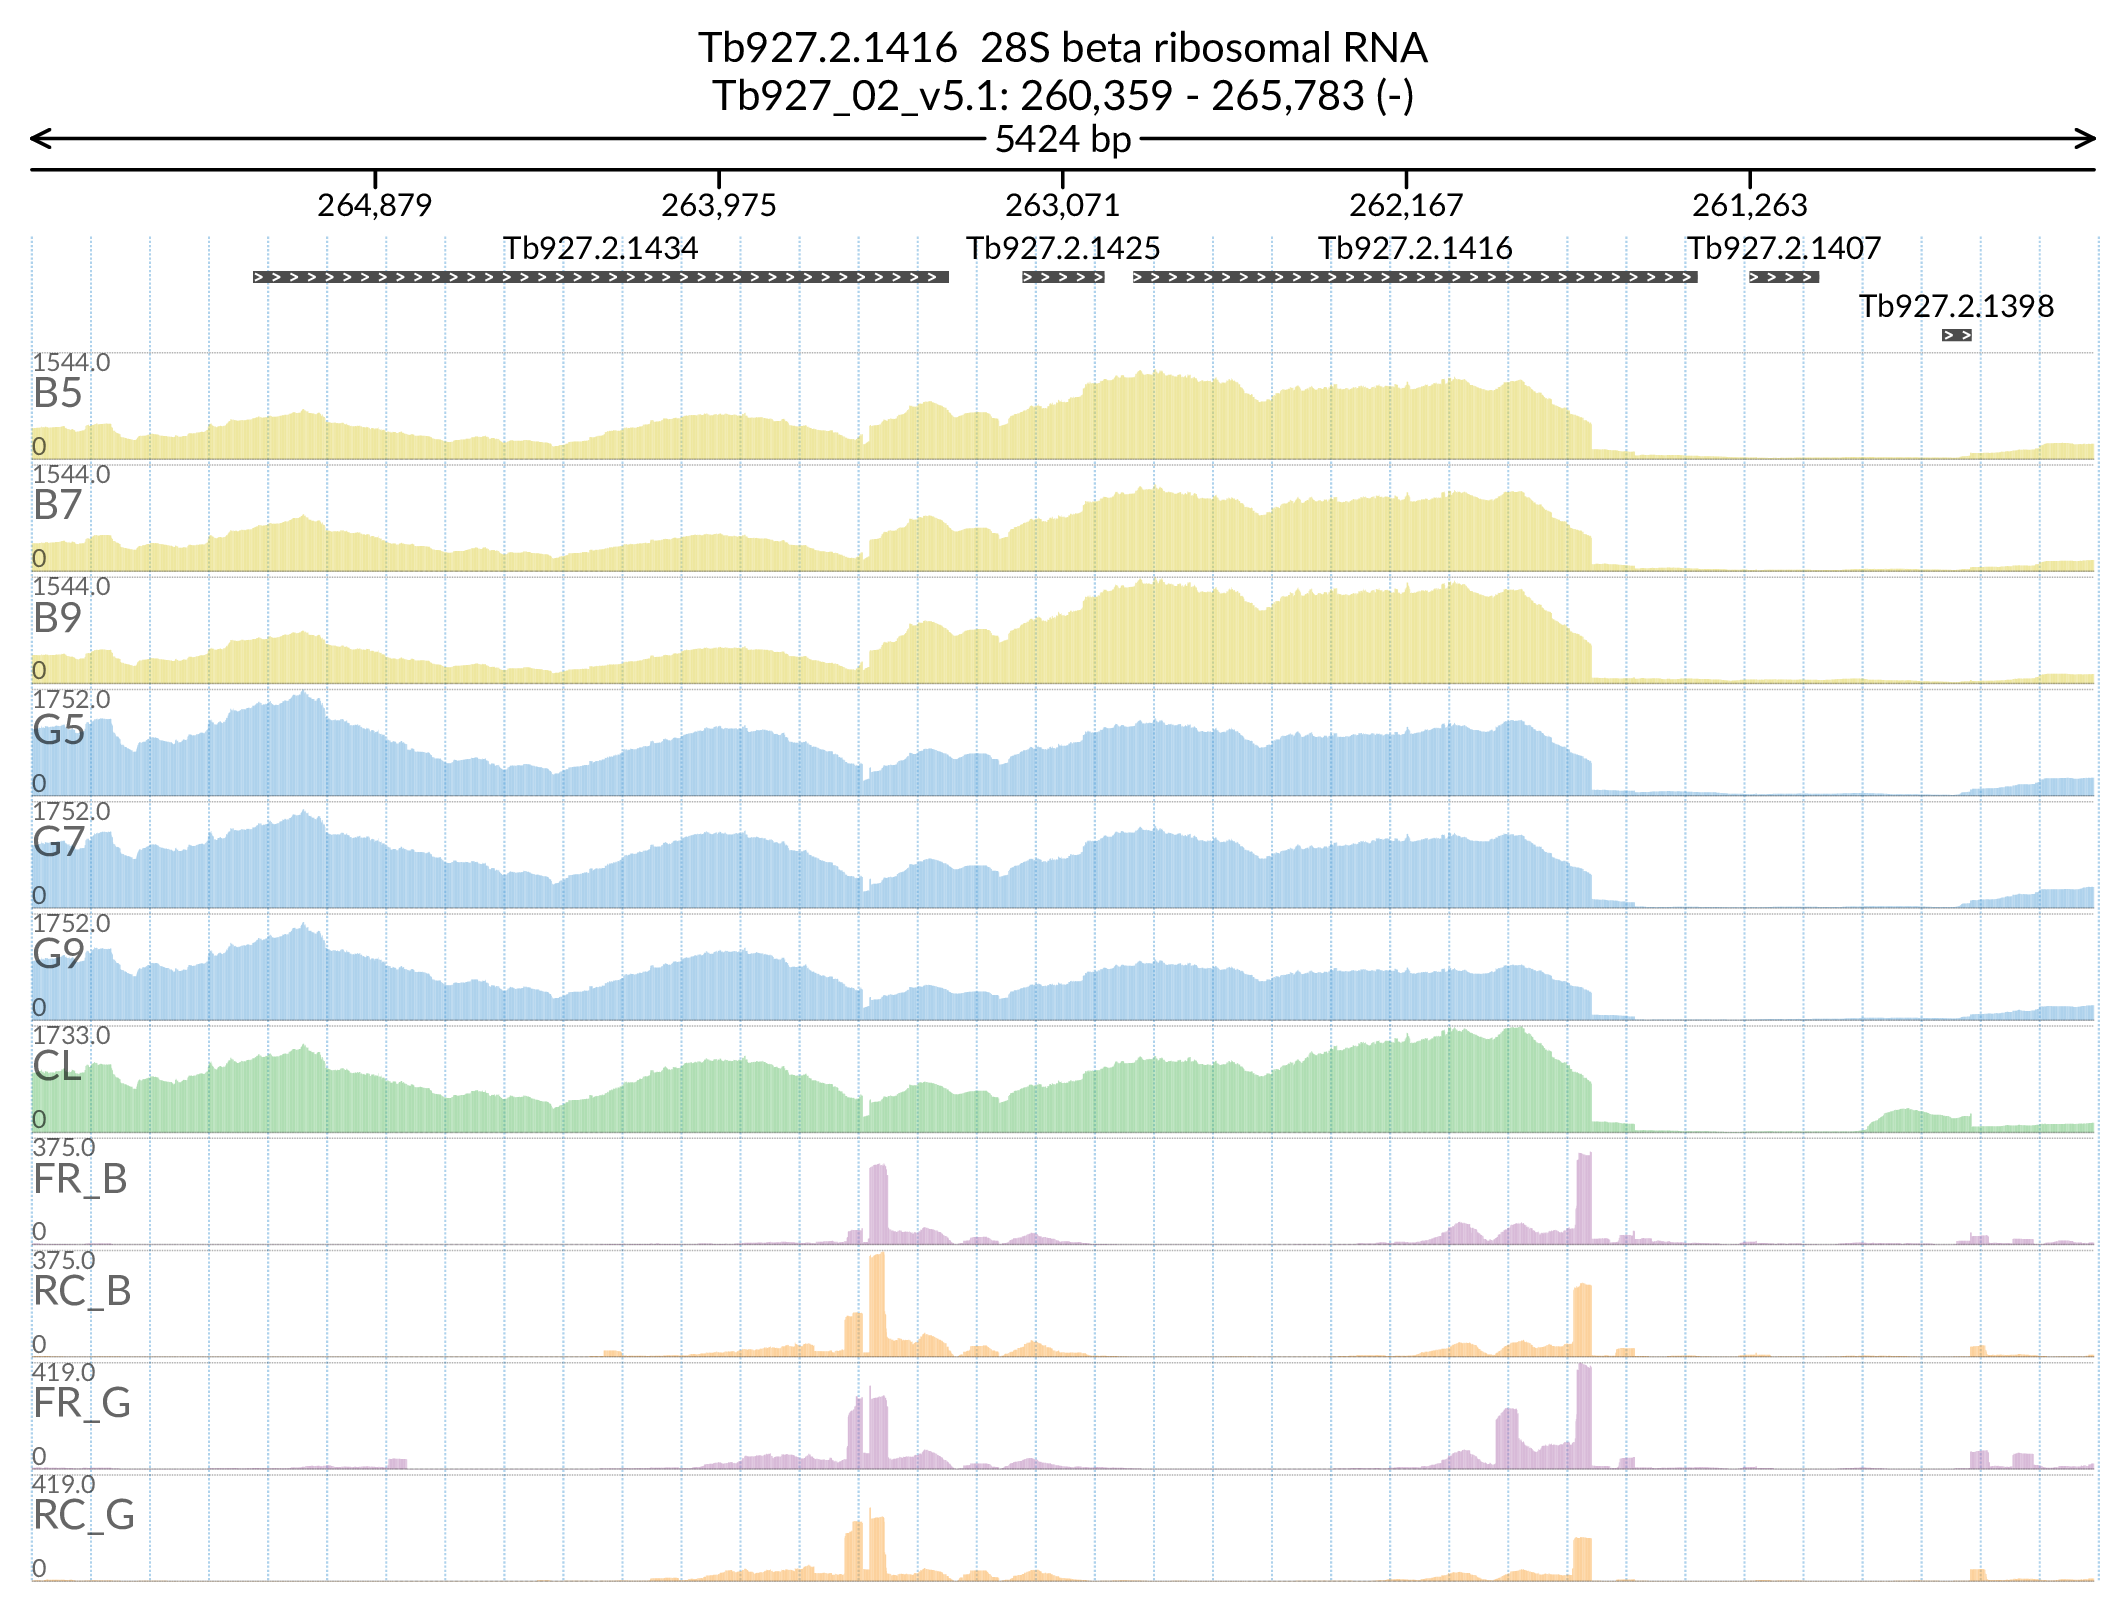 Tb927.2.1416 28S beta ribosomal RNA
Tb927_02_v5.1: 260,359 - 265,783 (-)
5424 bp
264,879 263,975 263,071 262,167 261,263
Tb927.2.1434 Tb927.2.1425 Tb927.2.1416 Tb927.2.1407
Tb927.2.1398
1544.0
B5
0
1544.0
B7
0
1544.0
B9
0
1752.0
G5
0
1752.0
G7
0
1752.0
G9
0
1733.0
CL
0
375.0
FR_B
0
375.0
RC_B
0
419.0
FR_G
0
419.0
RC_G
0